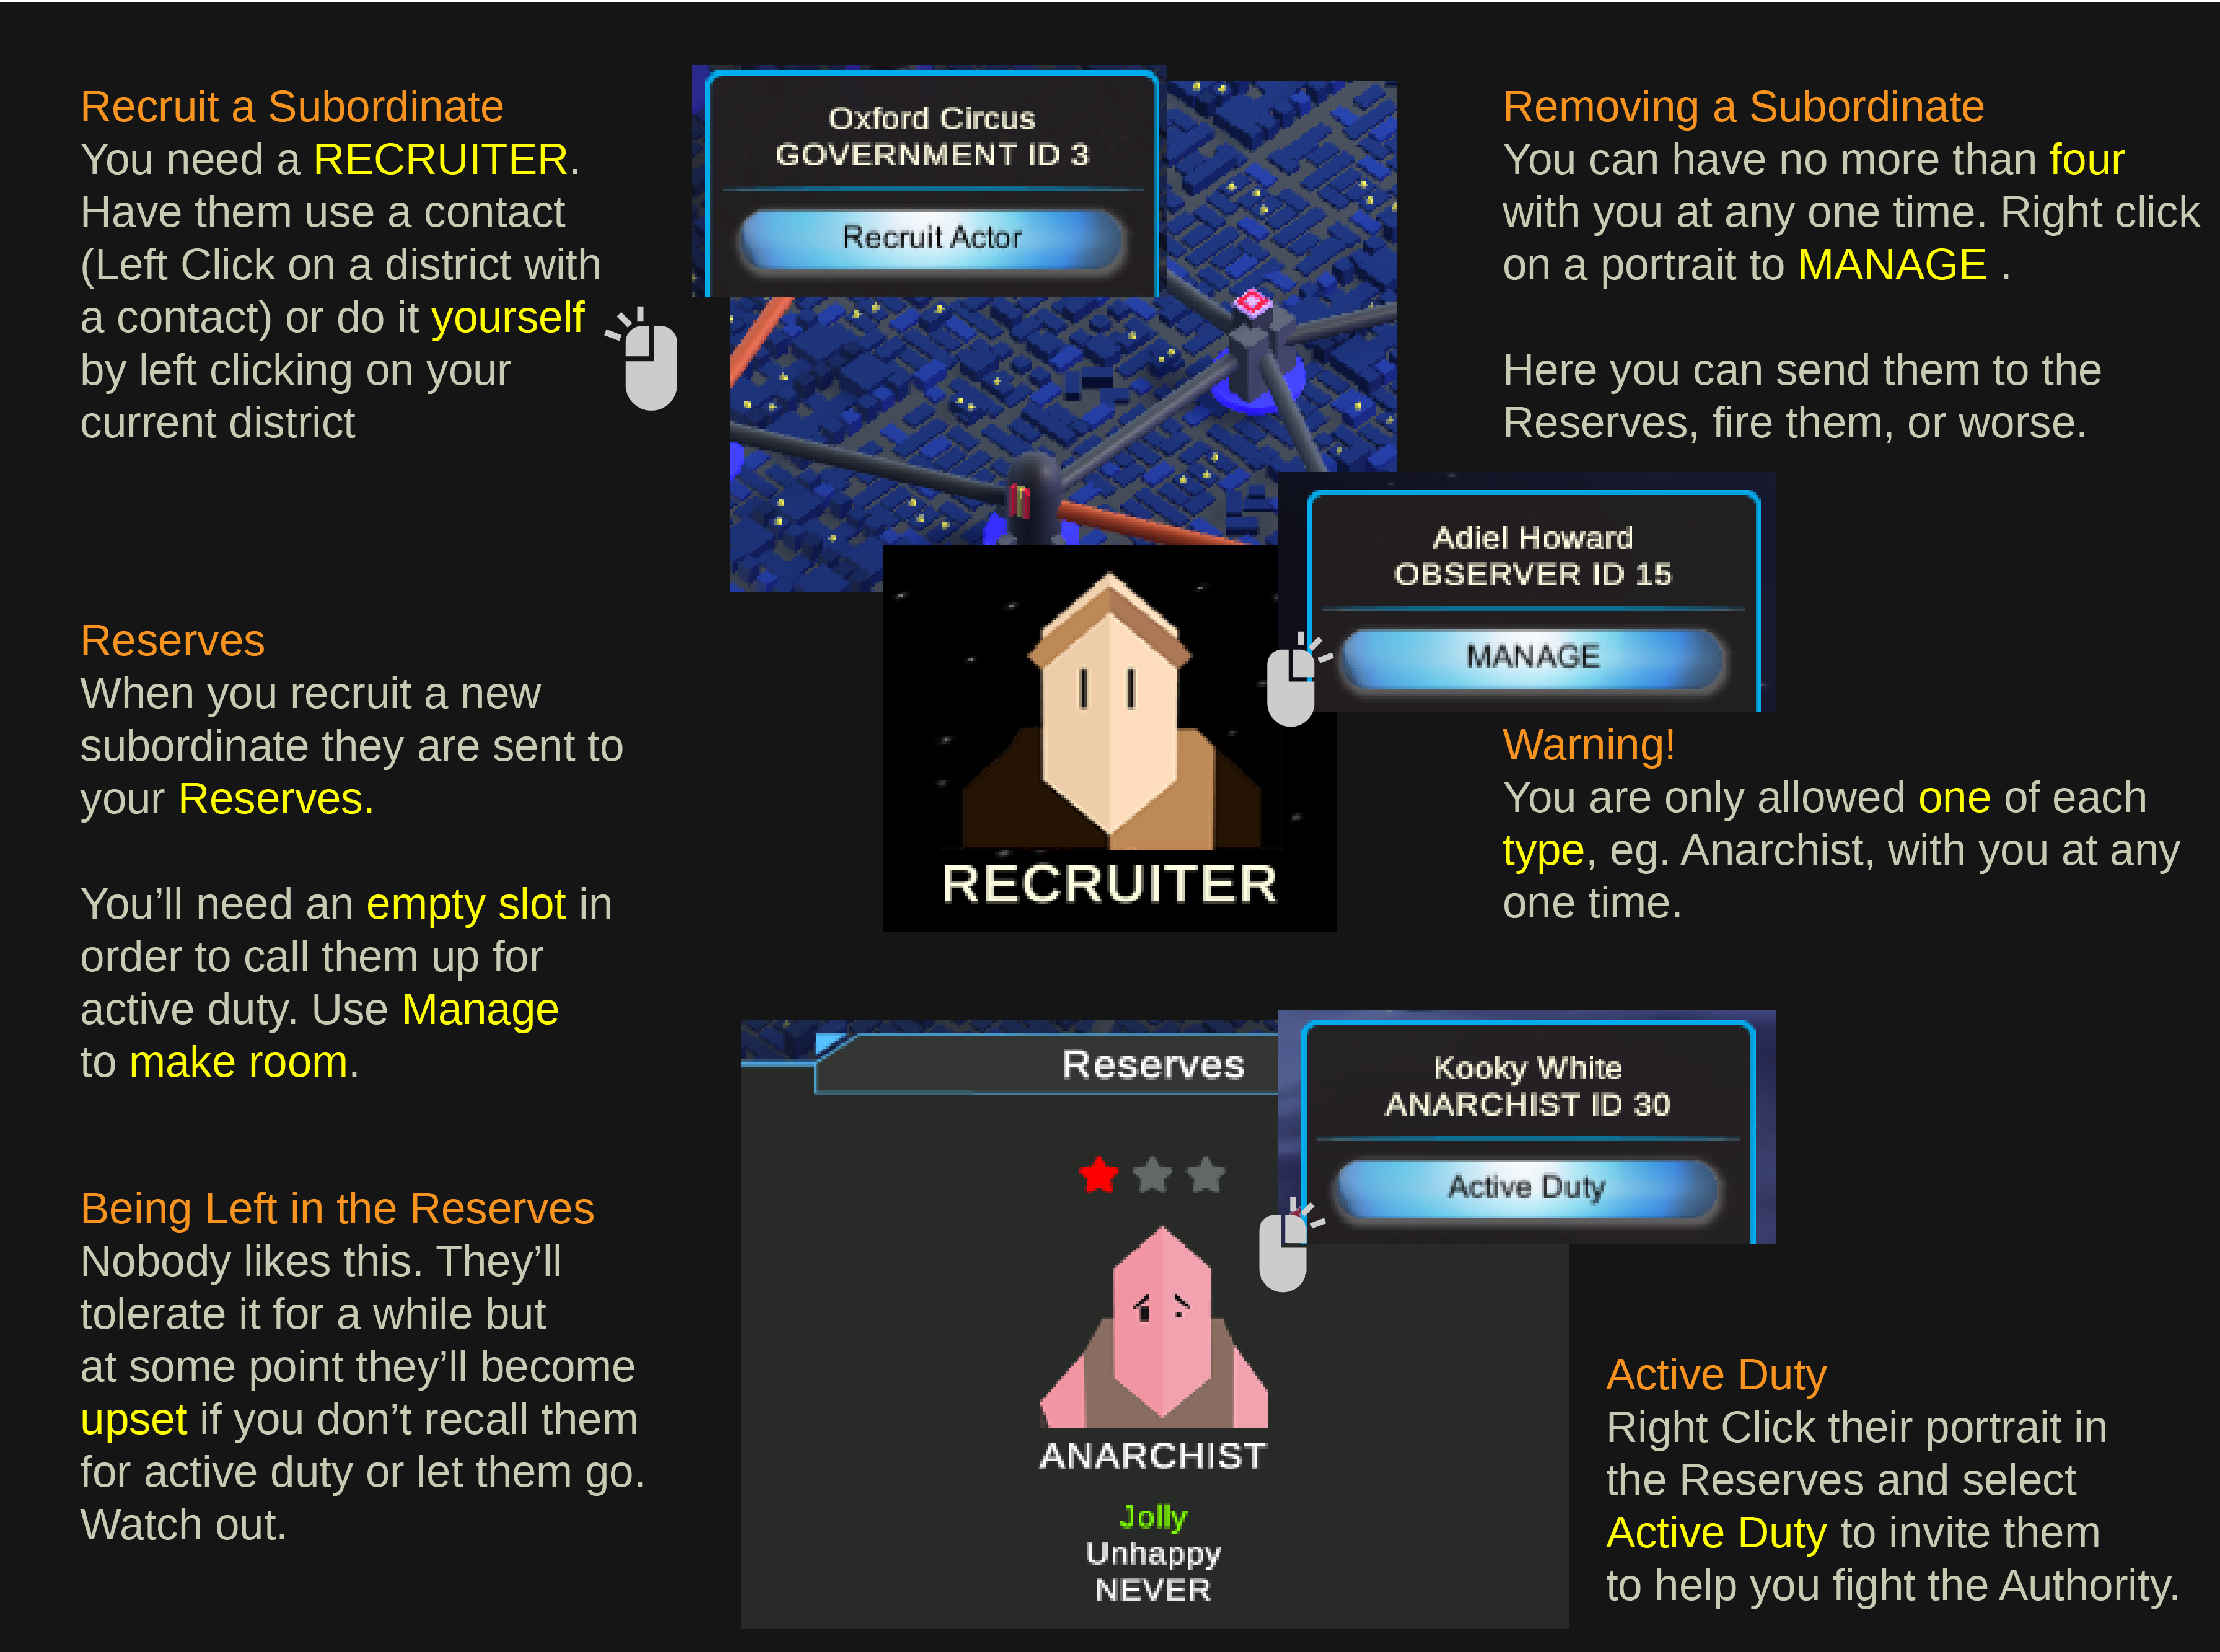 Recruit a Subordinate
You need a RECRUITER.
Have them use a contact
(Left Click on a district with
a contact) or do it yourself
by left clicking on your
current district
Oxford Circus
GOVERNMENT ID 3
Recruit Actor
Removing a Subordinate
You can have no more than four
with you at any one time. Right click
on a portrait to MANAGE .
Here you can send them to the
Reserves, fire them, or worse.
Adiel Howard
OBSERVER ID 15
MANAGE
RECRUITER
Reserves
When you recruit a new
subordinate they are sent to
your Reserves.
You’ll need an empty slot in
order to call them up for
active duty. Use Manage
to make room.
Warning!
You are only allowed one of each
type, eg. Anarchist, with you at any
one time.
Being Left in the Reserves
Nobody likes this. They’ll
tolerate it for a while but
at some point they’ll become
upset if you don’t recall them
for active duty or let them go.
Watch out.
Reserves
Kooky White
ANARCHIST ID 30
Active Duty
ANARCHIST
Jolly
Unhappy
NEVER
Active Duty
Right Click their portrait in
the Reserves and select
Active Duty to invite them
to help you fight the Authority.